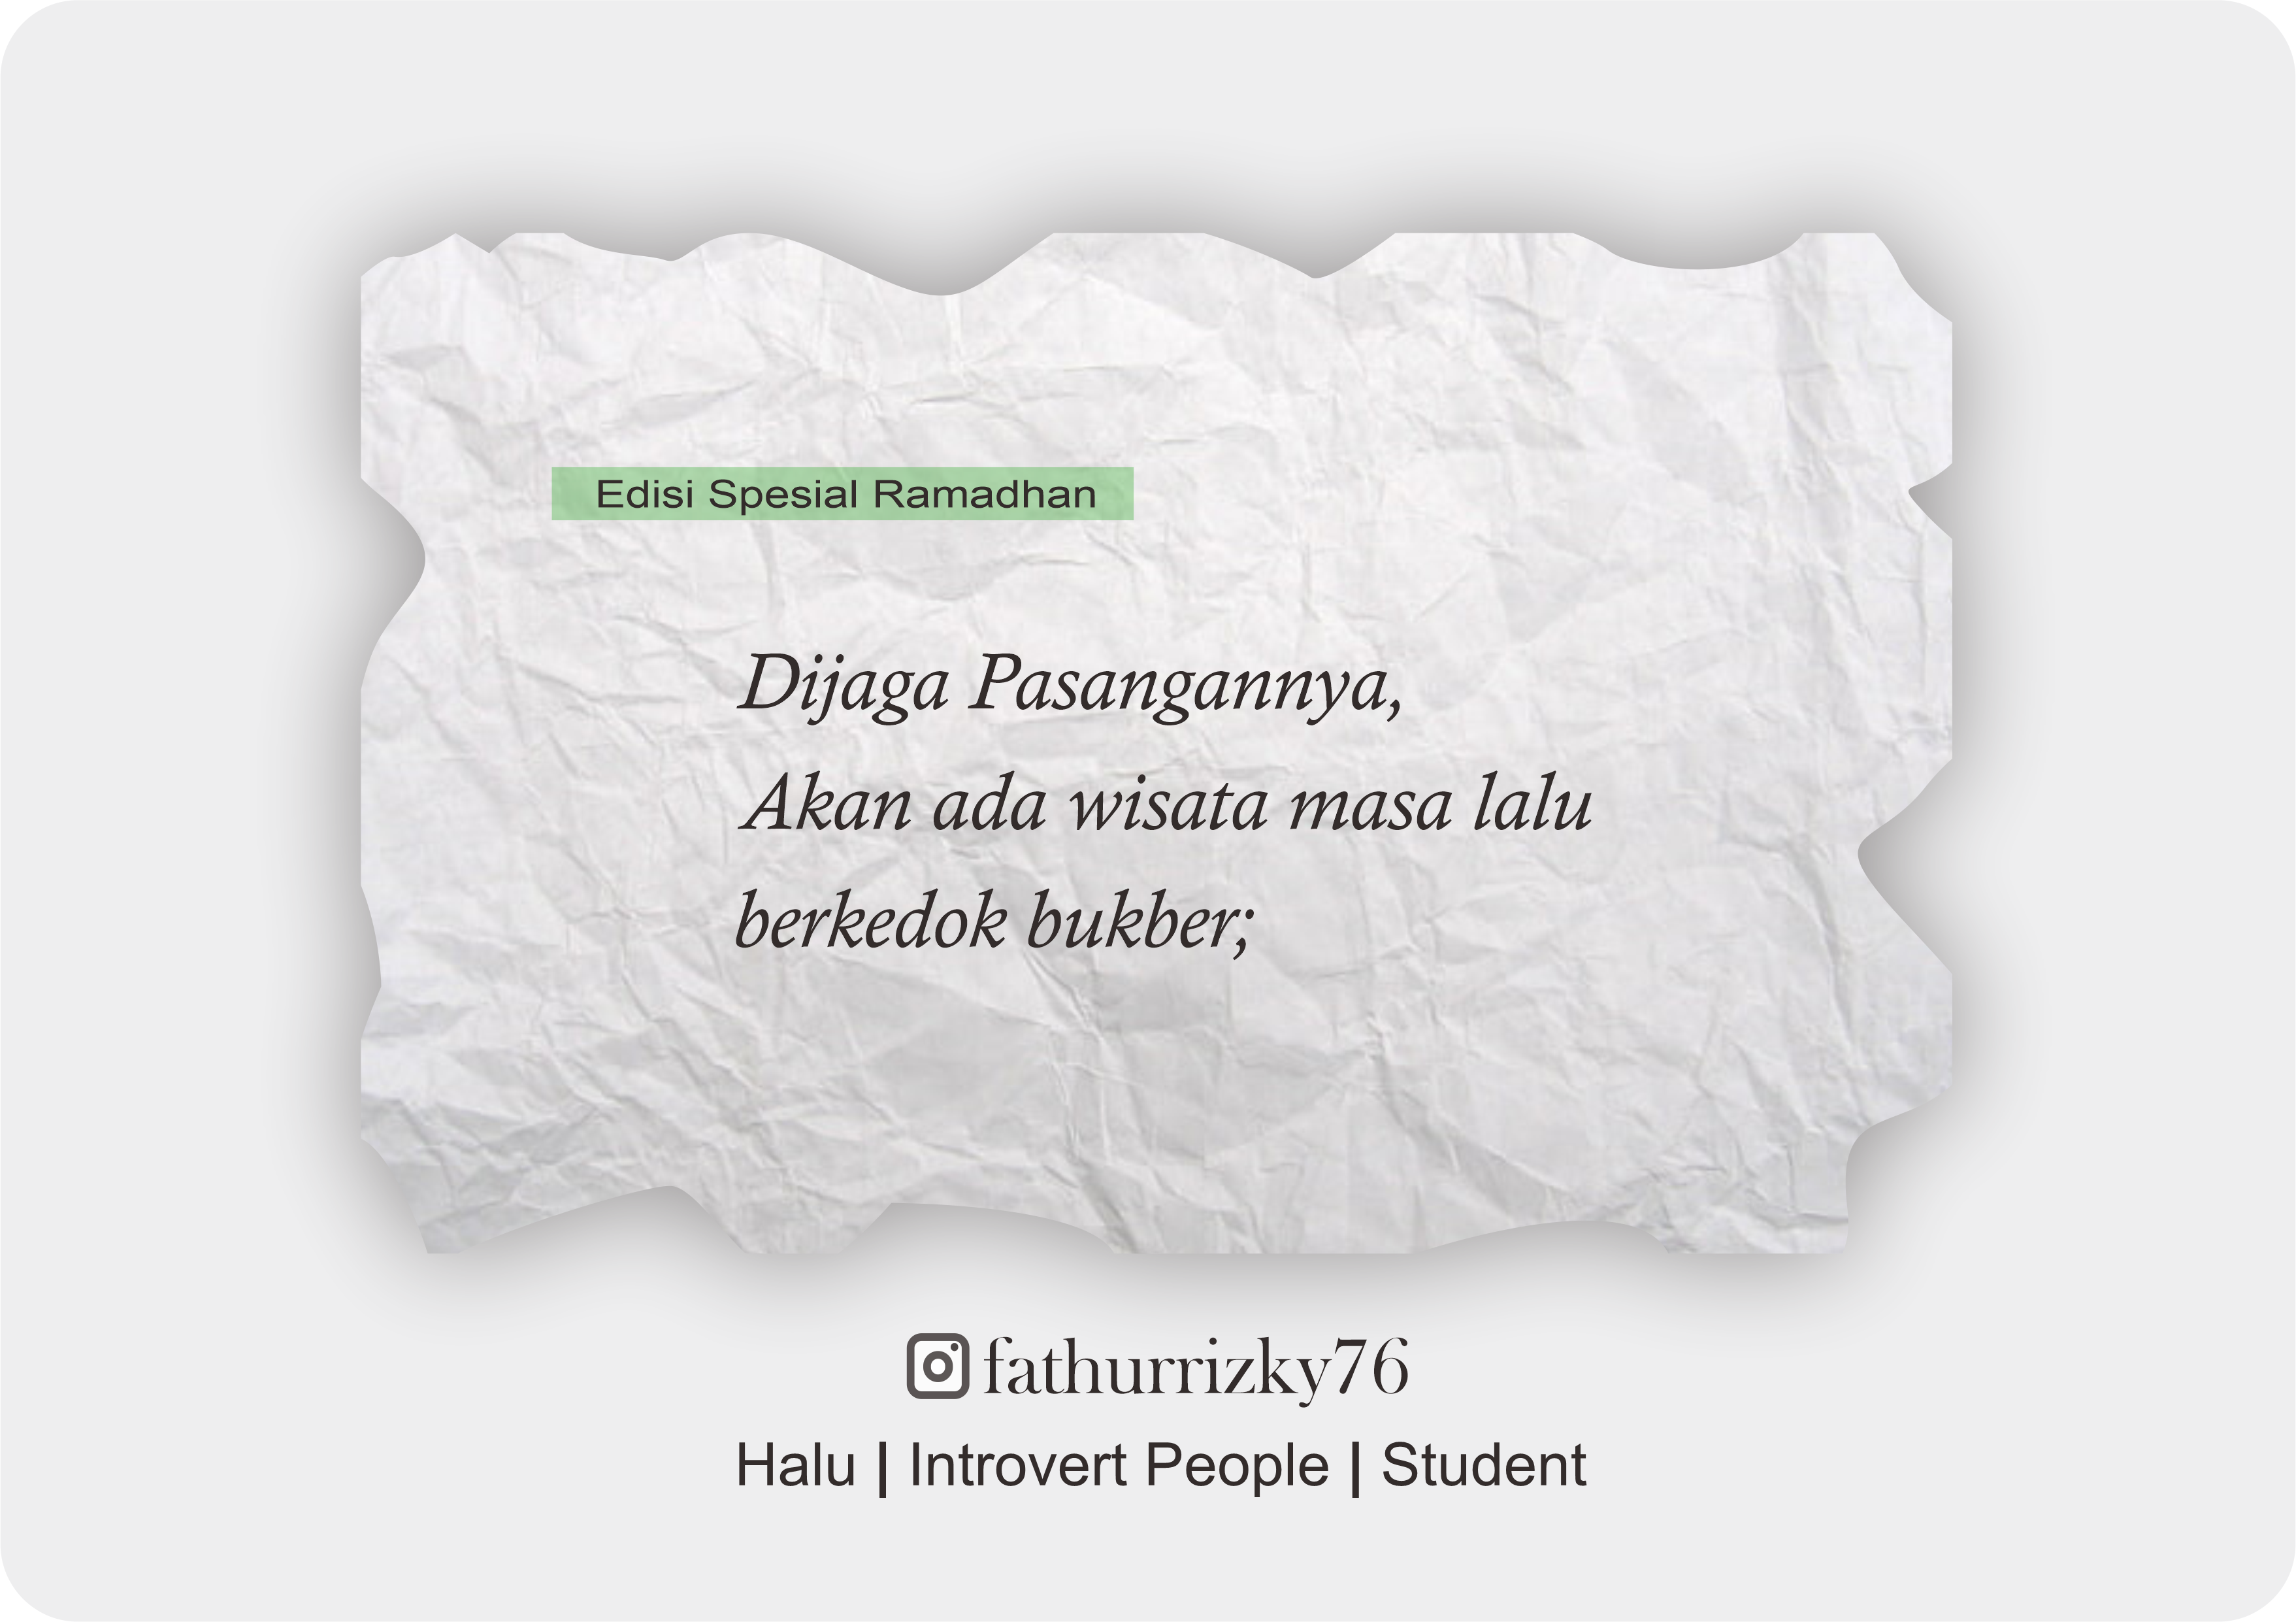 Edisi Spesial Ramadhan
Dijaga Pasangannya,
Akan ada wisata masa lalu
berkedok bukber;
fathurrizky76
Halu | Introvert People | Student